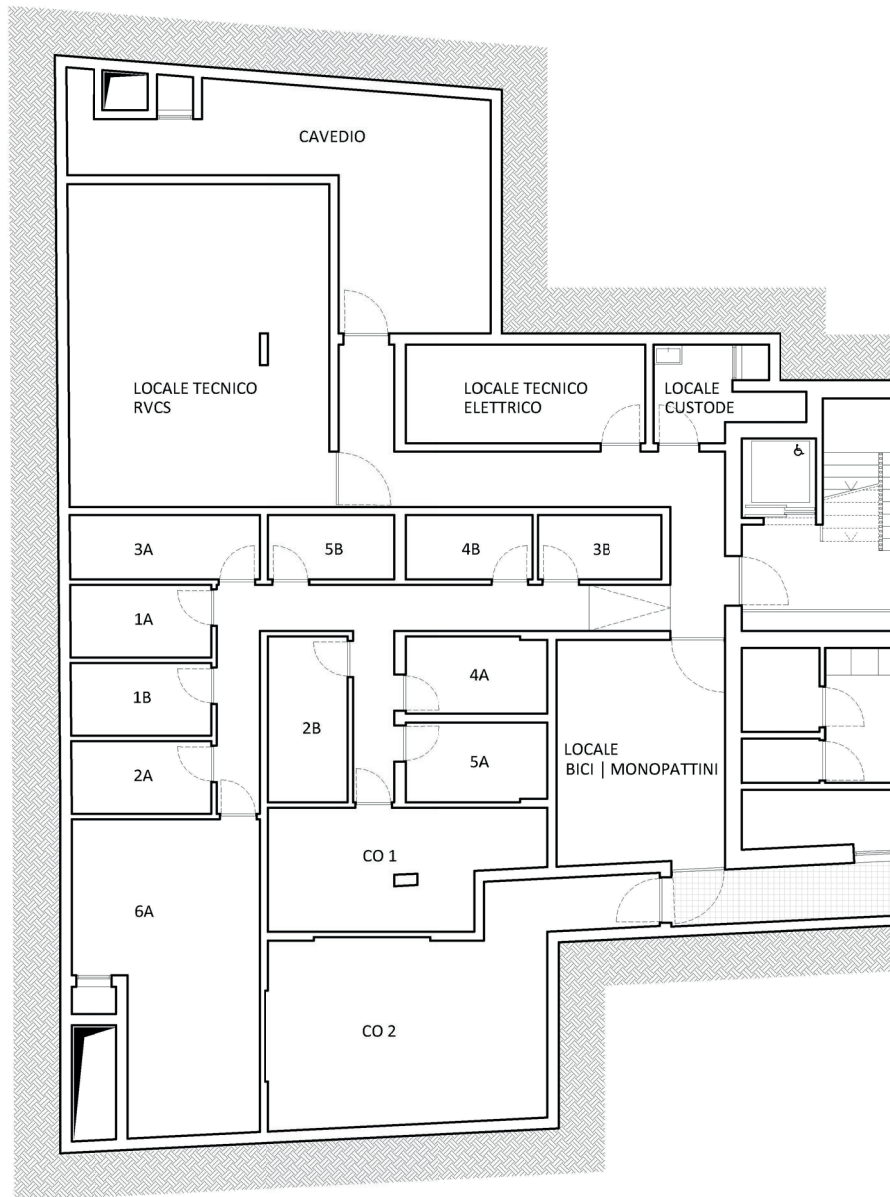 CAVEDIO
LOCALE TECNICO
RVCS
LOCALE TECNICO
ELETTRICO
LOCALE
CUSTODE
3A
5B
4B
3B
1A
1B
2A
2B
4A
5A
LOCALE
BICI | MONOPATTINI
CO 1
6A
CO 2